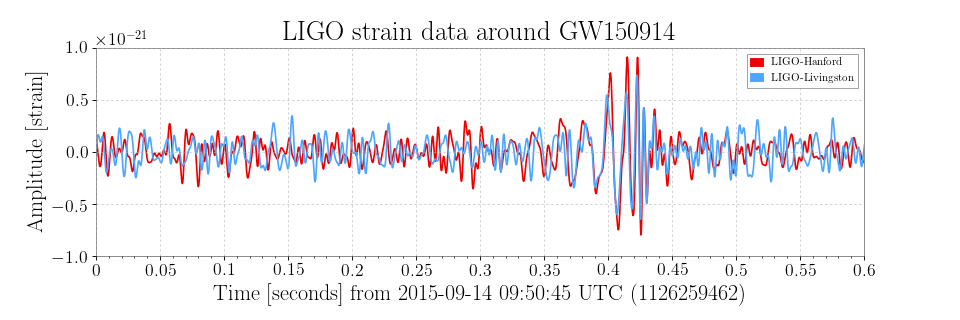 LIGO strain data around GW150914
×10⁻²¹
1.0
0.5
0.0
−0.5
−1.0
Amplitude [strain]
LIGO-Hanford
LIGO-Livingston
0 0.05 0.1 0.15 0.2 0.25 0.3 0.35 0.4 0.45 0.5 0.55 0.6
Time [seconds] from 2015-09-14 09:50:45 UTC (1126259462)